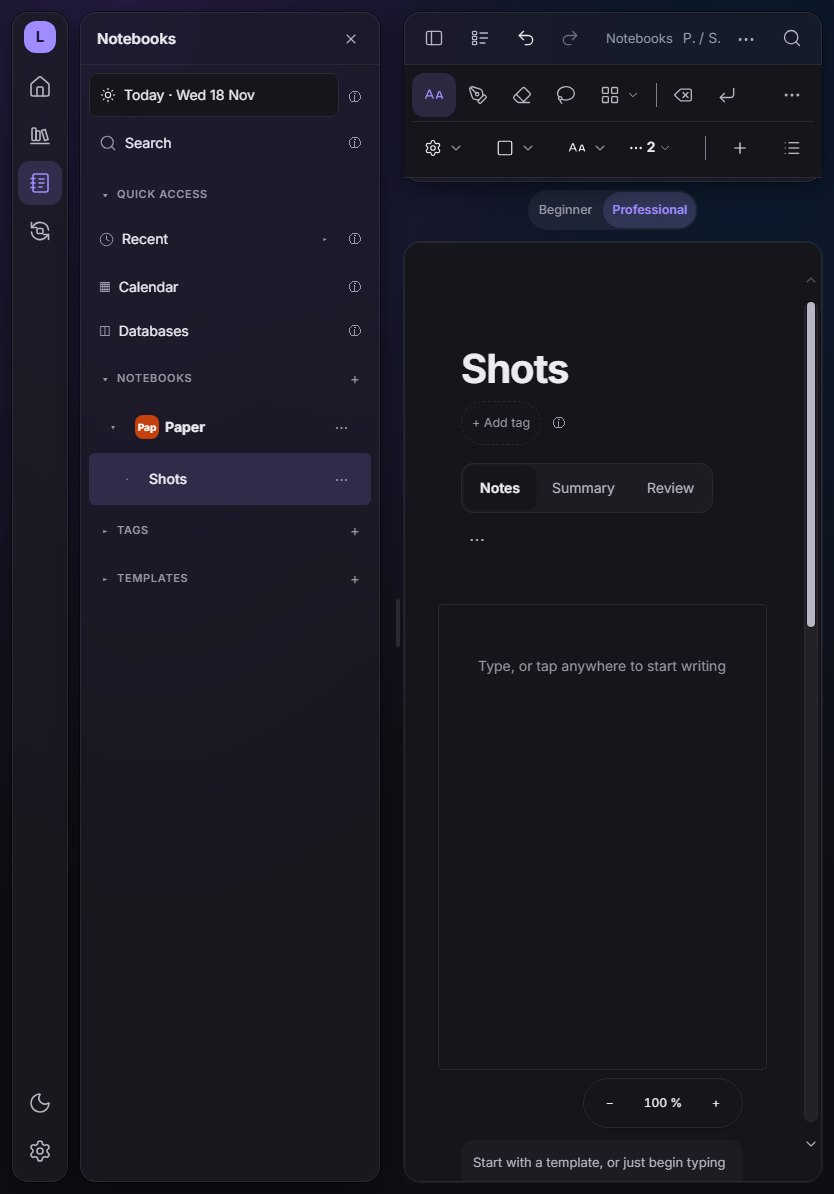 L
Notebooks
Today · Wed 18 Nov
Search
QUICK ACCESS
Recent
Calendar
Databases
NOTEBOOKS
Pap Paper
Shots
TAGS
TEMPLATES
Notebooks P. / S.
AA
AA
2
Beginner Professional
Shots
+ Add tag
Notes Summary Review
Type, or tap anywhere to start writing
− 100 % +
Start with a template, or just begin typing